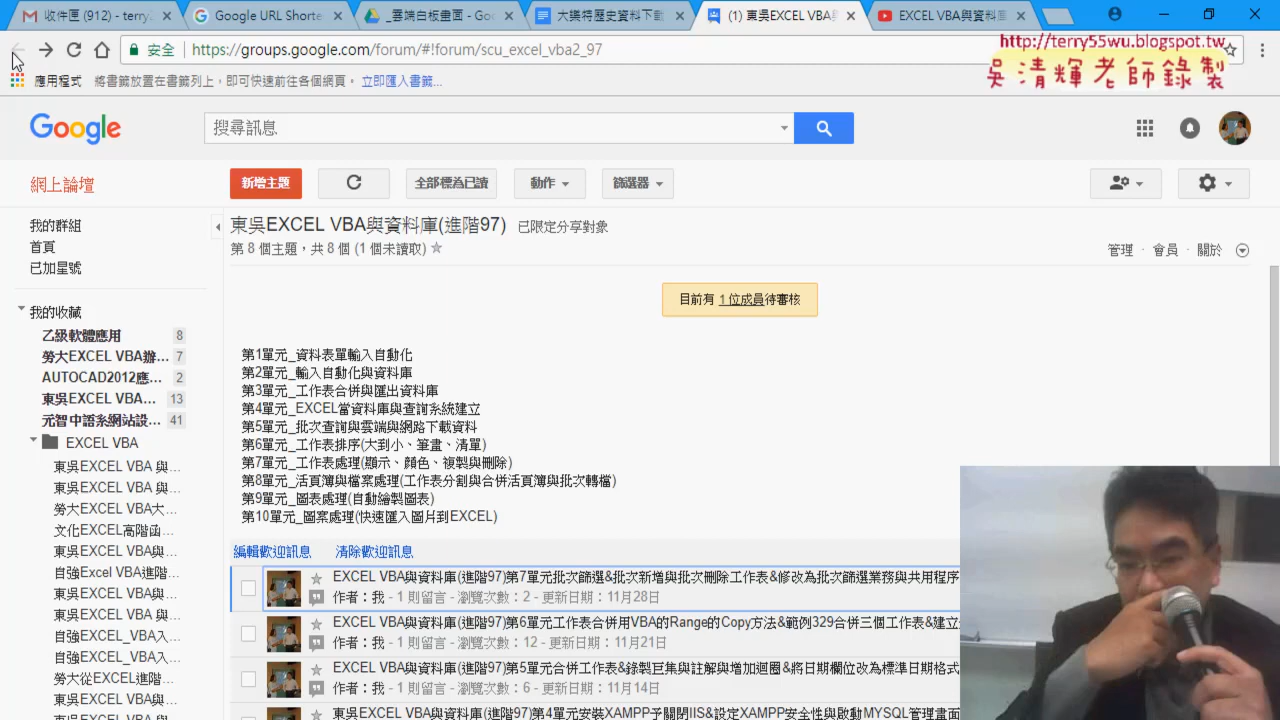 收件匣 (912) - terry5
Google URL Shorte
_雲端白板畫面 - Goo
大樂特歷史資料下載
(1) 東吳EXCEL VBA與
EXCEL VBA與資料庫
安全
https://groups.google.com/forum/#!forum/scu_excel_vba2_97
http://terry55wu.blogspot.tw
吳清輝老師錄製
應用程式
將書籤放置在書籤列上，即可快速前往各個網頁。
立即匯入書籤...
Google
搜尋訊息
網上論壇
新增主題
全部標為已讀
動作
篩選器
我的群組
首頁
已加星號
我的收藏
乙級軟體應用 8
勞大EXCEL VBA辦... 7
AUTOCAD2012應... 2
東吳EXCEL VBA... 13
元智中語系網站設... 41
EXCEL VBA
東吳EXCEL VBA 與...
東吳EXCEL VBA 與...
勞大EXCEL VBA大...
文化EXCEL高階函...
東吳EXCEL VBA與...
自強Excel VBA進階...
東吳EXCEL VBA與...
東吳EXCEL VBA 與...
自強EXCEL_VBA入...
自強EXCEL_VBA入...
勞大從EXCEL進階...
東吳EXCEL VBA與...
東吳EXCEL VBA與資料庫(進階97)
已限定分享對象
第 8 個主題，共 8 個 (1 個未讀取)
管理 · 會員 · 關於
目前有 1 位成員待審核
第1單元_資料表單輸入自動化
第2單元_輸入自動化與資料庫
第3單元_工作表合併與匯出資料庫
第4單元_EXCEL當資料庫與查詢系統建立
第5單元_批次查詢與雲端與網路下載資料
第6單元_工作表排序(大到小、筆畫、清單)
第7單元_工作表處理(顯示、顏色、複製與刪除)
第8單元_活頁簿與檔案處理(工作表分割與合併活頁簿與批次轉檔)
第9單元_圖表處理(自動繪製圖表)
第10單元_圖案處理(快速匯入圖片到EXCEL)
編輯歡迎訊息
清除歡迎訊息
EXCEL VBA與資料庫(進階97)第7單元批次篩選&批次新增與批次刪除工作表&修改為批次篩選業務與共用程序
作者：我 - 1 則留言 - 瀏覽次數：2 - 更新日期：11月28日
EXCEL VBA與資料庫(進階97)第6單元工作表合併用VBA的Range的Copy方法&範例329合併三個工作表&建立
作者：我 - 1 則留言 - 瀏覽次數：12 - 更新日期：11月21日
EXCEL VBA與資料庫(進階97)第5單元合併工作表&錄製巨集與註解與增加迴圈&將日期欄位改為標準日期格式
作者：我 - 1 則留言 - 瀏覽次數：6 - 更新日期：11月14日
東吳EXCEL VBA與資料庫(進階97)第4單元安裝XAMPP予關閉IIS&設定XAMPP安全性與啟動MYSQL管理畫面